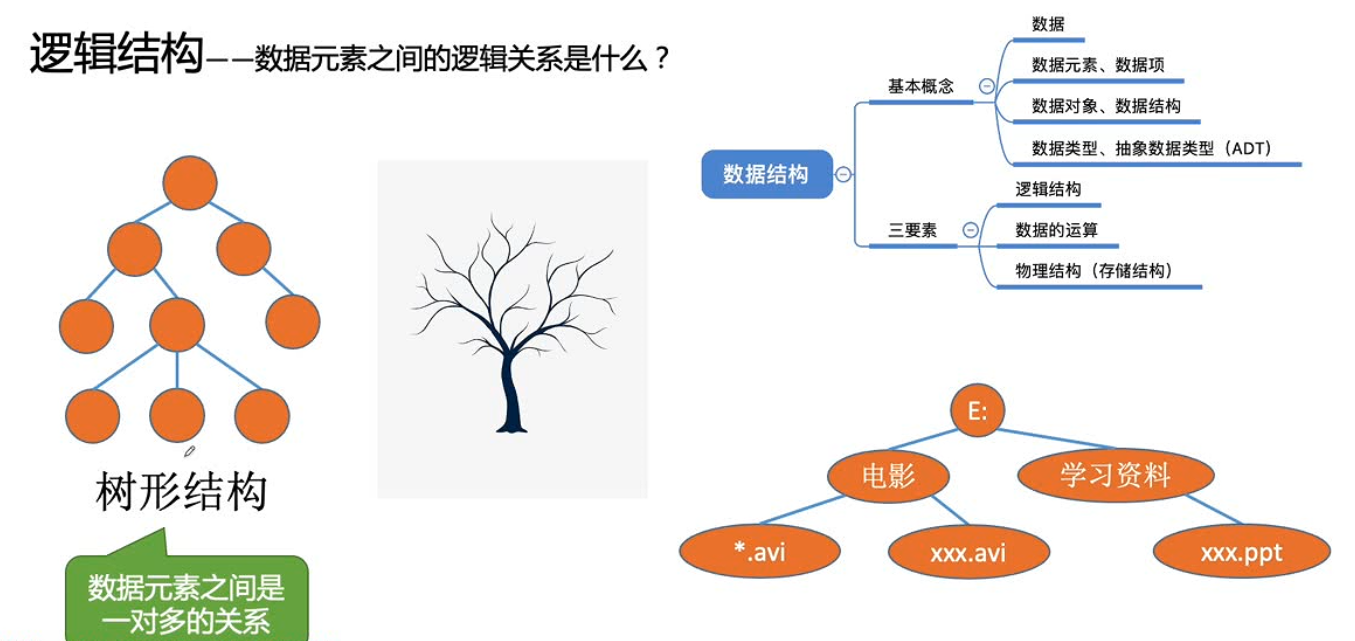 逻辑结构——数据元素之间的逻辑关系是什么？
树形结构
数据元素之间是
一对多的关系
数据结构
基本概念
数据
数据元素、数据项
数据对象、数据结构
数据类型、抽象数据类型（ADT）
三要素
逻辑结构
数据的运算
物理结构（存储结构）
E:
电影
学习资料
*.avi
xxx.avi
xxx.ppt